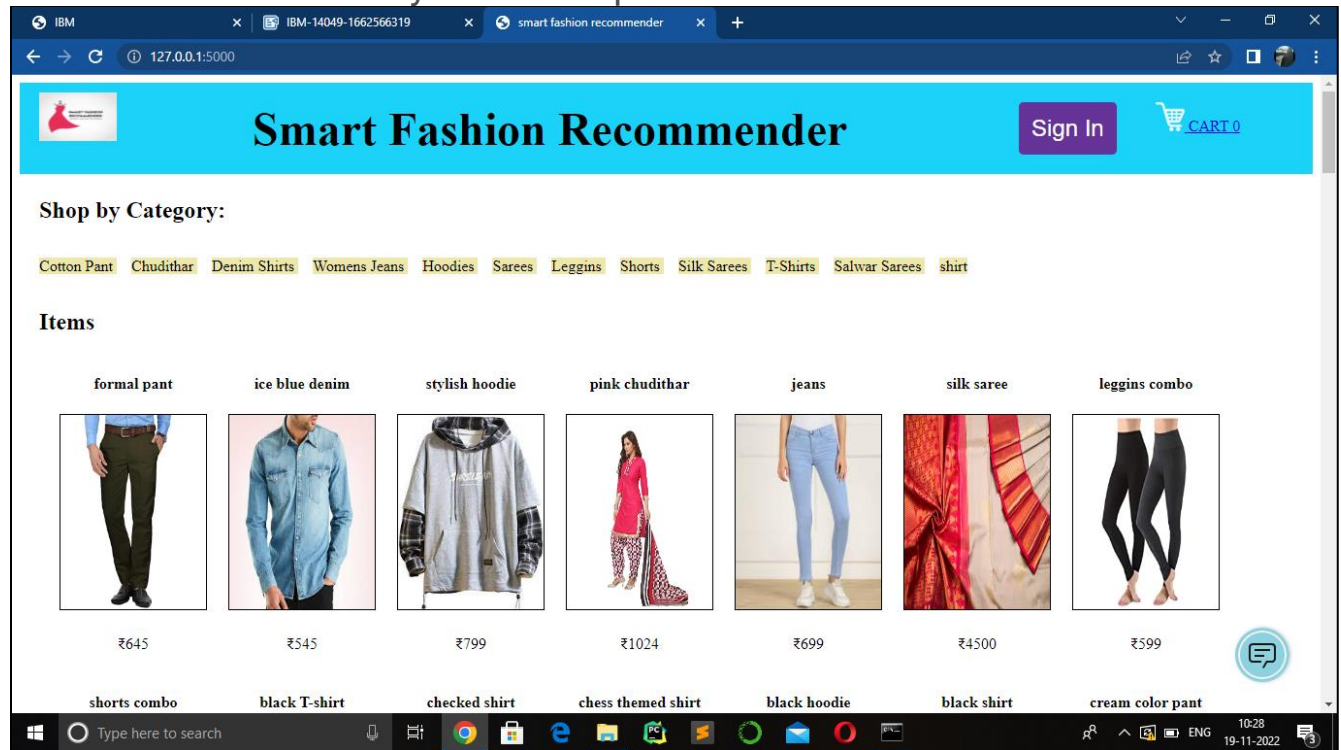 IBM
IBM-14049-1662566319
smart fashion recommender
127.0.0.1:5000
Smart Fashion Recommender
Sign In
CART 0
Shop by Category:
Cotton Pant Chudithar Denim Shirts Womens Jeans Hoodies Sarees Leggins Shorts Silk Sarees T-Shirts Salwar Sarees shirt
Items
formal pant ice blue denim stylish hoodie pink chudithar jeans silk saree leggins combo
₹645 ₹545 ₹799 ₹1024 ₹699 ₹4500 ₹599
shorts combo black T-shirt checked shirt chess themed shirt black hoodie black shirt cream color pant
Type here to search
ENG
10:28
19-11-2022
3